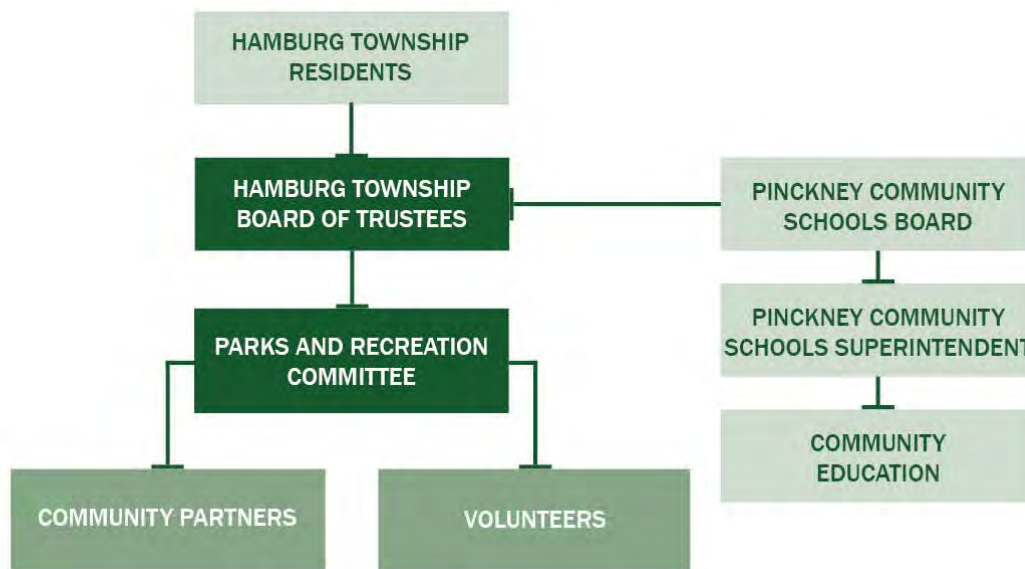 HAMBURG TOWNSHIP
RESIDENTS
HAMBURG TOWNSHIP
BOARD OF TRUSTEES
PINCKNEY COMMUNITY
SCHOOLS BOARD
PARKS AND RECREATION
COMMITTEE
PINCKNEY COMMUNITY
SCHOOLS SUPERINTENDENT
COMMUNITY
EDUCATION
COMMUNITY PARTNERS
VOLUNTEERS